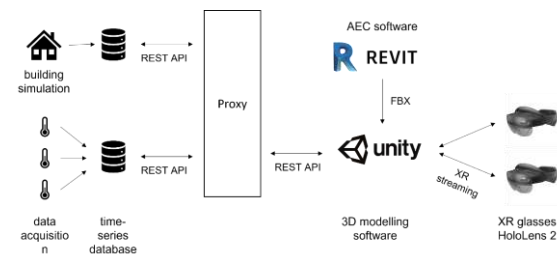 AEC software
REVIT
REST API
building
simulation
FBX
Proxy
unity
REST API
REST API
XR
streaming
data
acquisitio
n
time-
series
database
3D modelling
software
XR glasses
HoloLens 2